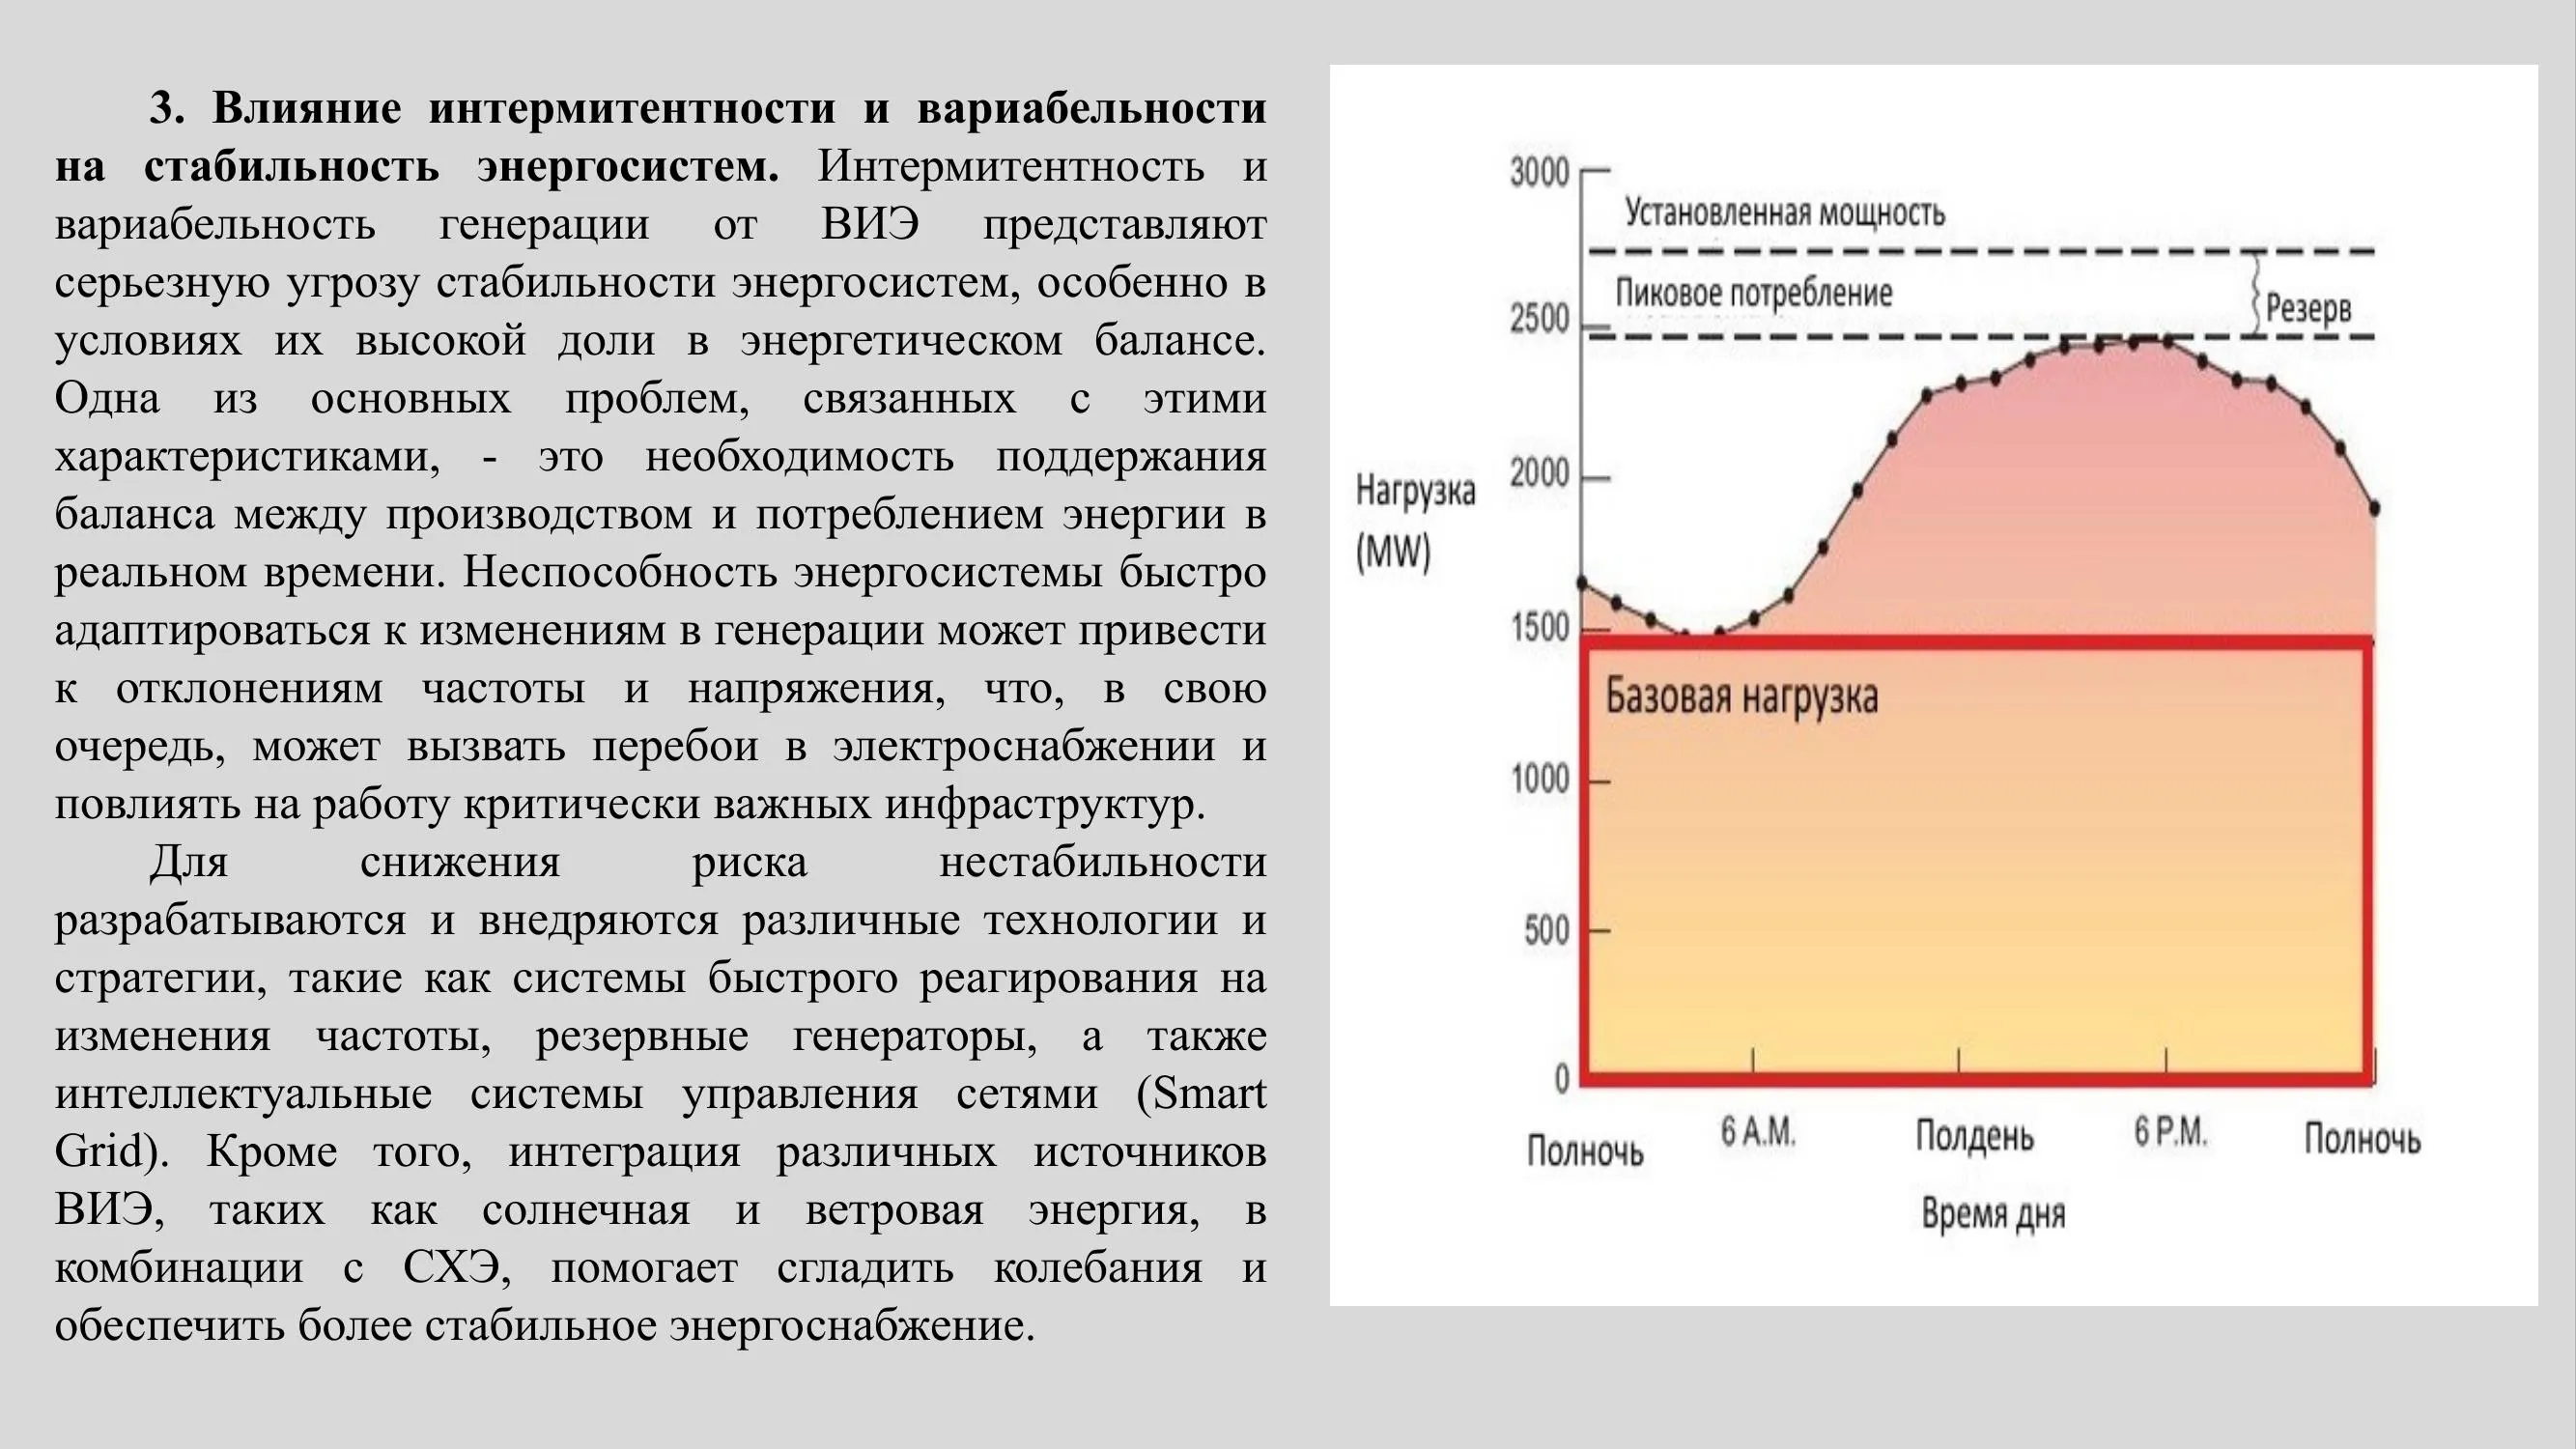 3. Влияние интермитентности и вариабельности
на стабильность энергосистем. Интермитентность и
вариабельность генерации от ВИЭ представляют
серьезную угрозу стабильности энергосистем, особенно в
условиях их высокой доли в энергетическом балансе.
Одна из основных проблем, связанных с этими
характеристиками, - это необходимость поддержания
баланса между производством и потреблением энергии в
реальном времени. Неспособность энергосистемы быстро
адаптироваться к изменениям в генерации может привести
к отклонениям частоты и напряжения, что, в свою
очередь, может вызвать перебои в электроснабжении и
повлиять на работу критически важных инфраструктур.
Для снижения риска нестабильности
разрабатываются и внедряются различные технологии и
стратегии, такие как системы быстрого реагирования на
изменения частоты, резервные генераторы, а также
интеллектуальные системы управления сетями (Smart
Grid). Кроме того, интеграция различных источников
ВИЭ, таких как солнечная и ветровая энергия, в
комбинации с СХЭ, помогает сгладить колебания и
обеспечить более стабильное энергоснабжение.
3000
Установленная мощность
Пиковое потребление
Резерв
2500
2000
Нагрузка
(MW)
1500
Базовая нагрузка
1000
500
0
Полночь 6 A.M. Полдень 6 P.M. Полночь
Время дня